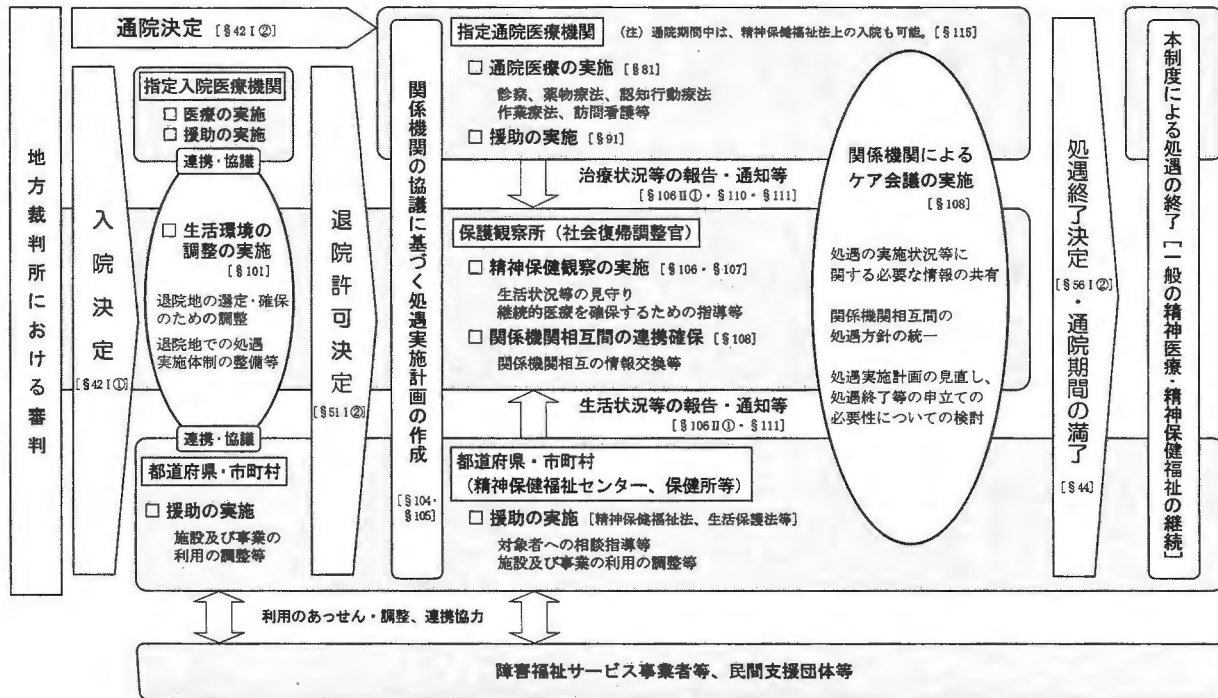 地方裁判所における審判
通院決定 [§42Ⅰ②]
入院決定
[§42Ⅰ①]
指定入院医療機関
□ 医療の実施
□ 援助の実施
連携・協議
□ 生活環境の
調整の実施
[§101]
退院地の選定・確保
のための調整
退院地での処遇
実施体制の整備等
連携・協議
都道府県・市町村
□ 援助の実施
施設及び事業の
利用の調整等
退院許可決定
[§51Ⅰ②]
関係機関の協議に基づく処遇実施計画の作成
[§104・
§105]
指定通院医療機関 (注) 通院期間中は、精神保健福祉法上の入院も可能。[§115]
□ 通院医療の実施 [§81]
診察、薬物療法、認知行動療法
作業療法、訪問看護等
□ 援助の実施 [§91]
治療状況等の報告・通知等
[§106Ⅱ①・§110・§111]
保護観察所（社会復帰調整官）
□ 精神保健観察の実施 [§106・§107]
生活状況等の見守り
継続的医療を確保するための指導等
□ 関係機関相互間の連携確保 [§108]
関係機関相互の情報交換等
生活状況等の報告・通知等
[§106Ⅱ①・§111]
都道府県・市町村
（精神保健福祉センター、保健所等）
□ 援助の実施 [精神保健福祉法、生活保護法等]
対象者への相談指導等
施設及び事業の利用の調整等
関係機関による
ケア会議の実施
[§108]
処遇の実施状況等に
関する必要な情報の共有
関係機関相互間の
処遇方針の統一
処遇実施計画の見直し、
処遇終了等の申立ての
必要性についての検討
処遇終了決定・通院期間の満了
[§56Ⅰ②]
[§44]
本制度による処遇の終了［一般の精神医療・精神保健福祉の継続］
利用のあっせん・調整、連携協力
障害福祉サービス事業者等、民間支援団体等